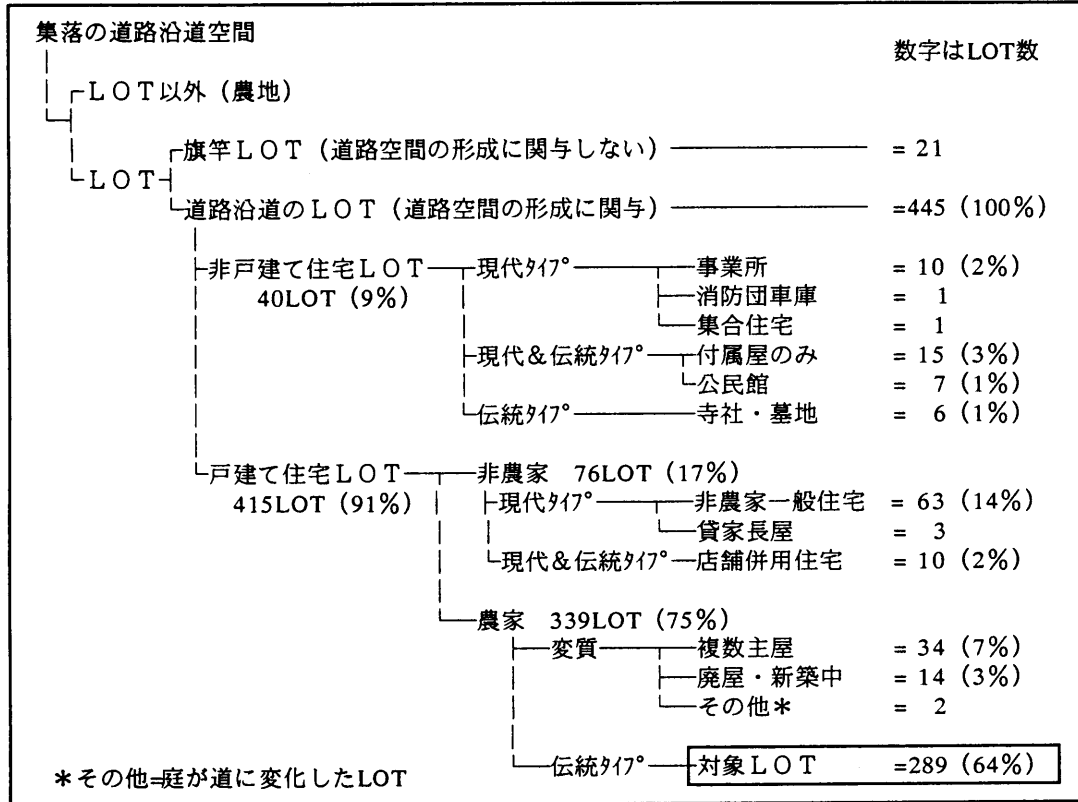 集落の道路沿道空間
数字はLOT数
LOT以外（農地）
旗竿LOT（道路空間の形成に関与しない） = 21
LOT
道路沿道のLOT（道路空間の形成に関与） =445（100%）
非戸建て住宅LOT 現代ﾀｲﾌﾟ 事業所 = 10（2%）
40LOT（9%） 消防団車庫 = 1
集合住宅 = 1
現代&伝統ﾀｲﾌﾟ 付属屋のみ = 15（3%）
公民館 = 7（1%）
伝統ﾀｲﾌﾟ 寺社・墓地 = 6（1%）
戸建て住宅LOT 非農家 76LOT（17%）
415LOT（91%） 現代ﾀｲﾌﾟ 非農家一般住宅 = 63（14%）
貸家長屋 = 3
現代&伝統ﾀｲﾌﾟ 店舗併用住宅 = 10（2%）
農家 339LOT（75%）
変質 複数主屋 = 34（7%）
廃屋・新築中 = 14（3%）
その他＊ = 2
伝統ﾀｲﾌﾟ 対象LOT =289（64%）
＊その他=庭が道に変化したLOT